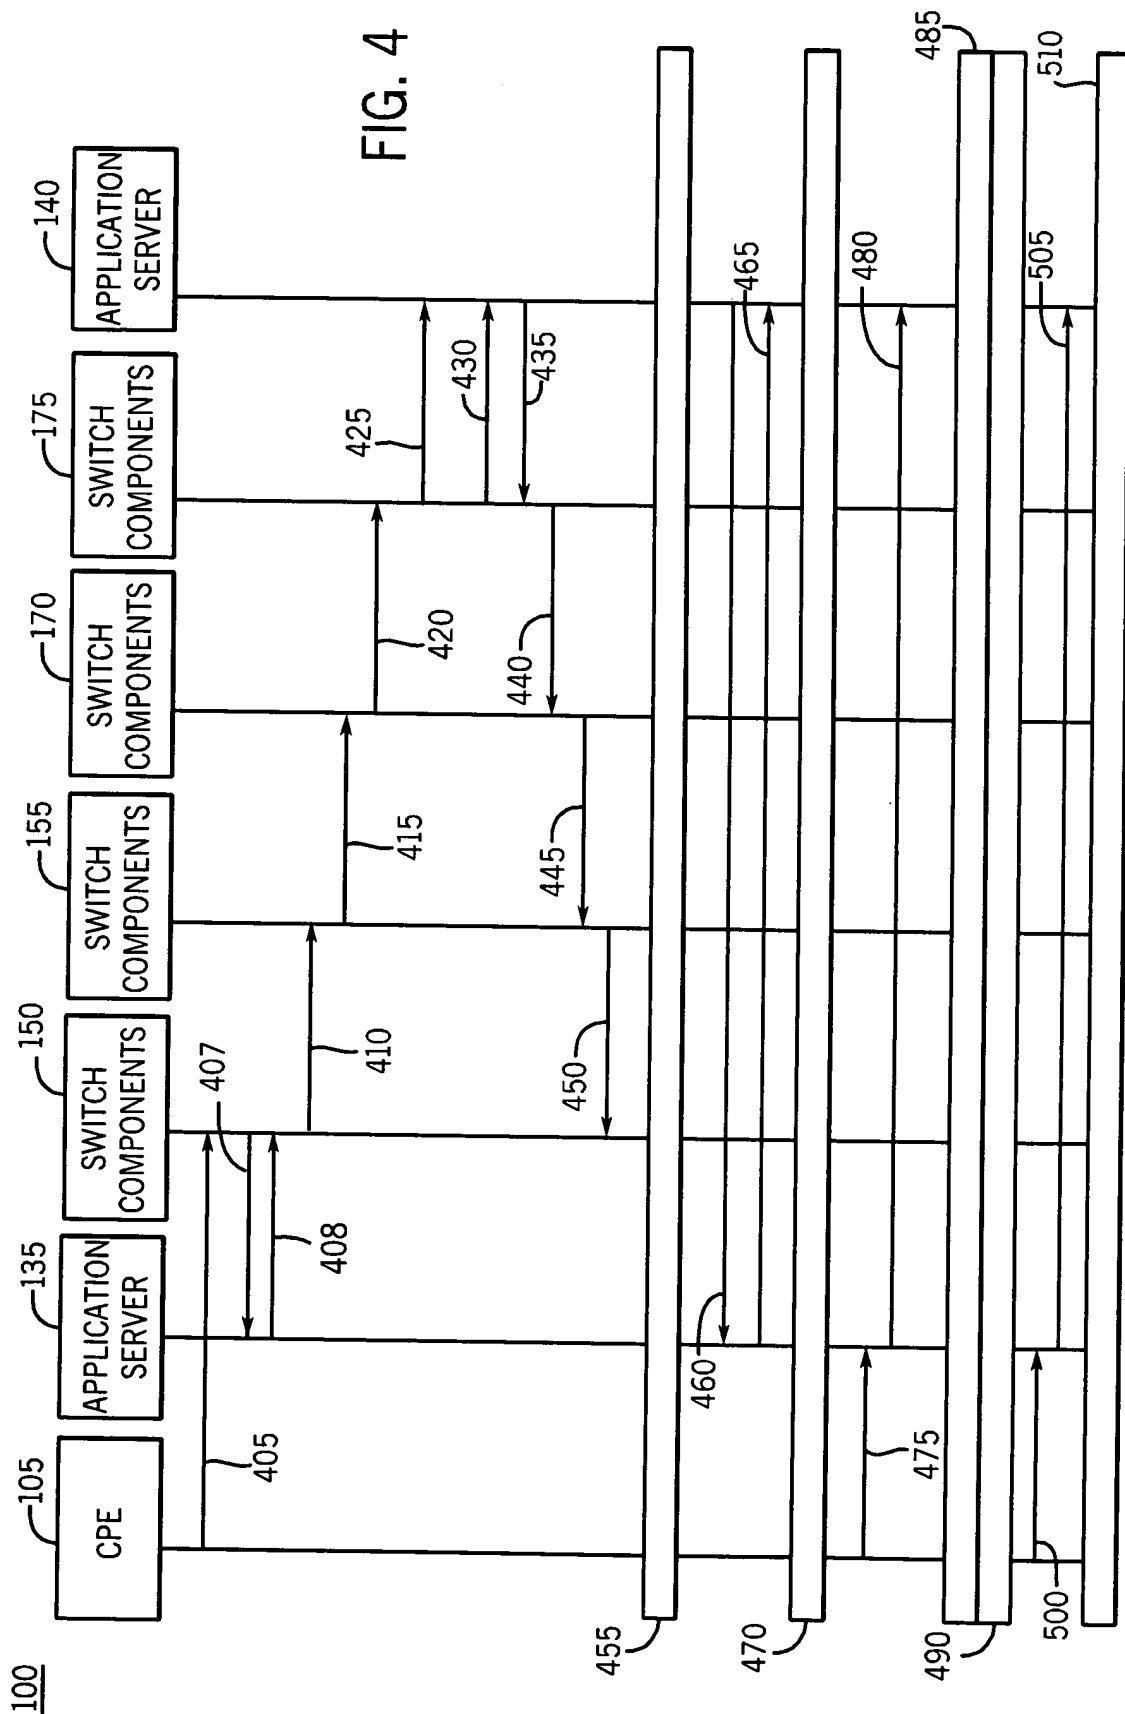 100
105
CPE
135
APPLICATION
SERVER
150
SWITCH
COMPONENTS
155
SWITCH
COMPONENTS
170
SWITCH
COMPONENTS
175
SWITCH
COMPONENTS
140
APPLICATION
SERVER
FIG. 4
405
407
408
410
415
420
425
430
435
440
445
450
455
460
465
470
475
480
485
490
500
505
510